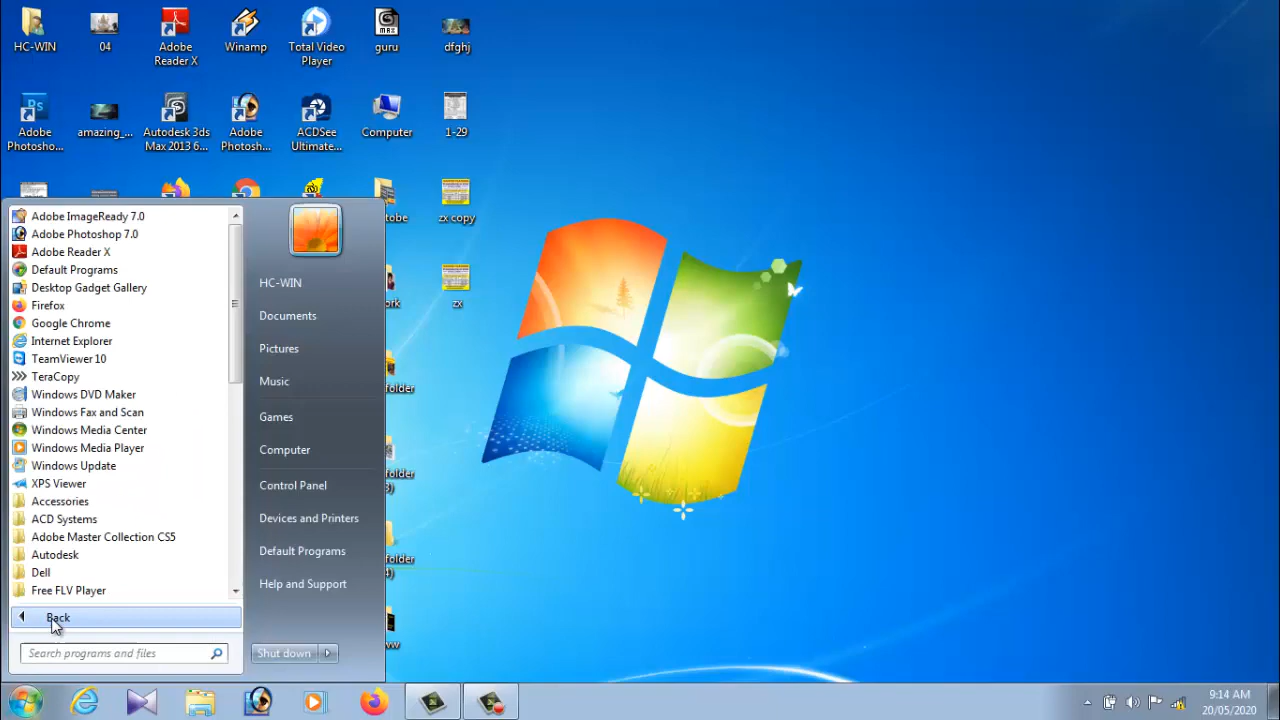 HC-WIN
04
Adobe
Reader X
Winamp
Total Video
Player
guru
dfghj
Adobe
Photosho...
amazing_...
Autodesk 3ds
Max 2013 6...
Adobe
Photosh...
ACDSee
Ultimate...
Computer
1-29
zx copy
zx
Adobe ImageReady 7.0
Adobe Photoshop 7.0
Adobe Reader X
Default Programs
Desktop Gadget Gallery
Firefox
Google Chrome
Internet Explorer
TeamViewer 10
TeraCopy
Windows DVD Maker
Windows Fax and Scan
Windows Media Center
Windows Media Player
Windows Update
XPS Viewer
Accessories
ACD Systems
Adobe Master Collection CS5
Autodesk
Dell
Free FLV Player
Back
Search programs and files
HC-WIN
Documents
Pictures
Music
Games
Computer
Control Panel
Devices and Printers
Default Programs
Help and Support
Shut down
9:14 AM
20/05/2020